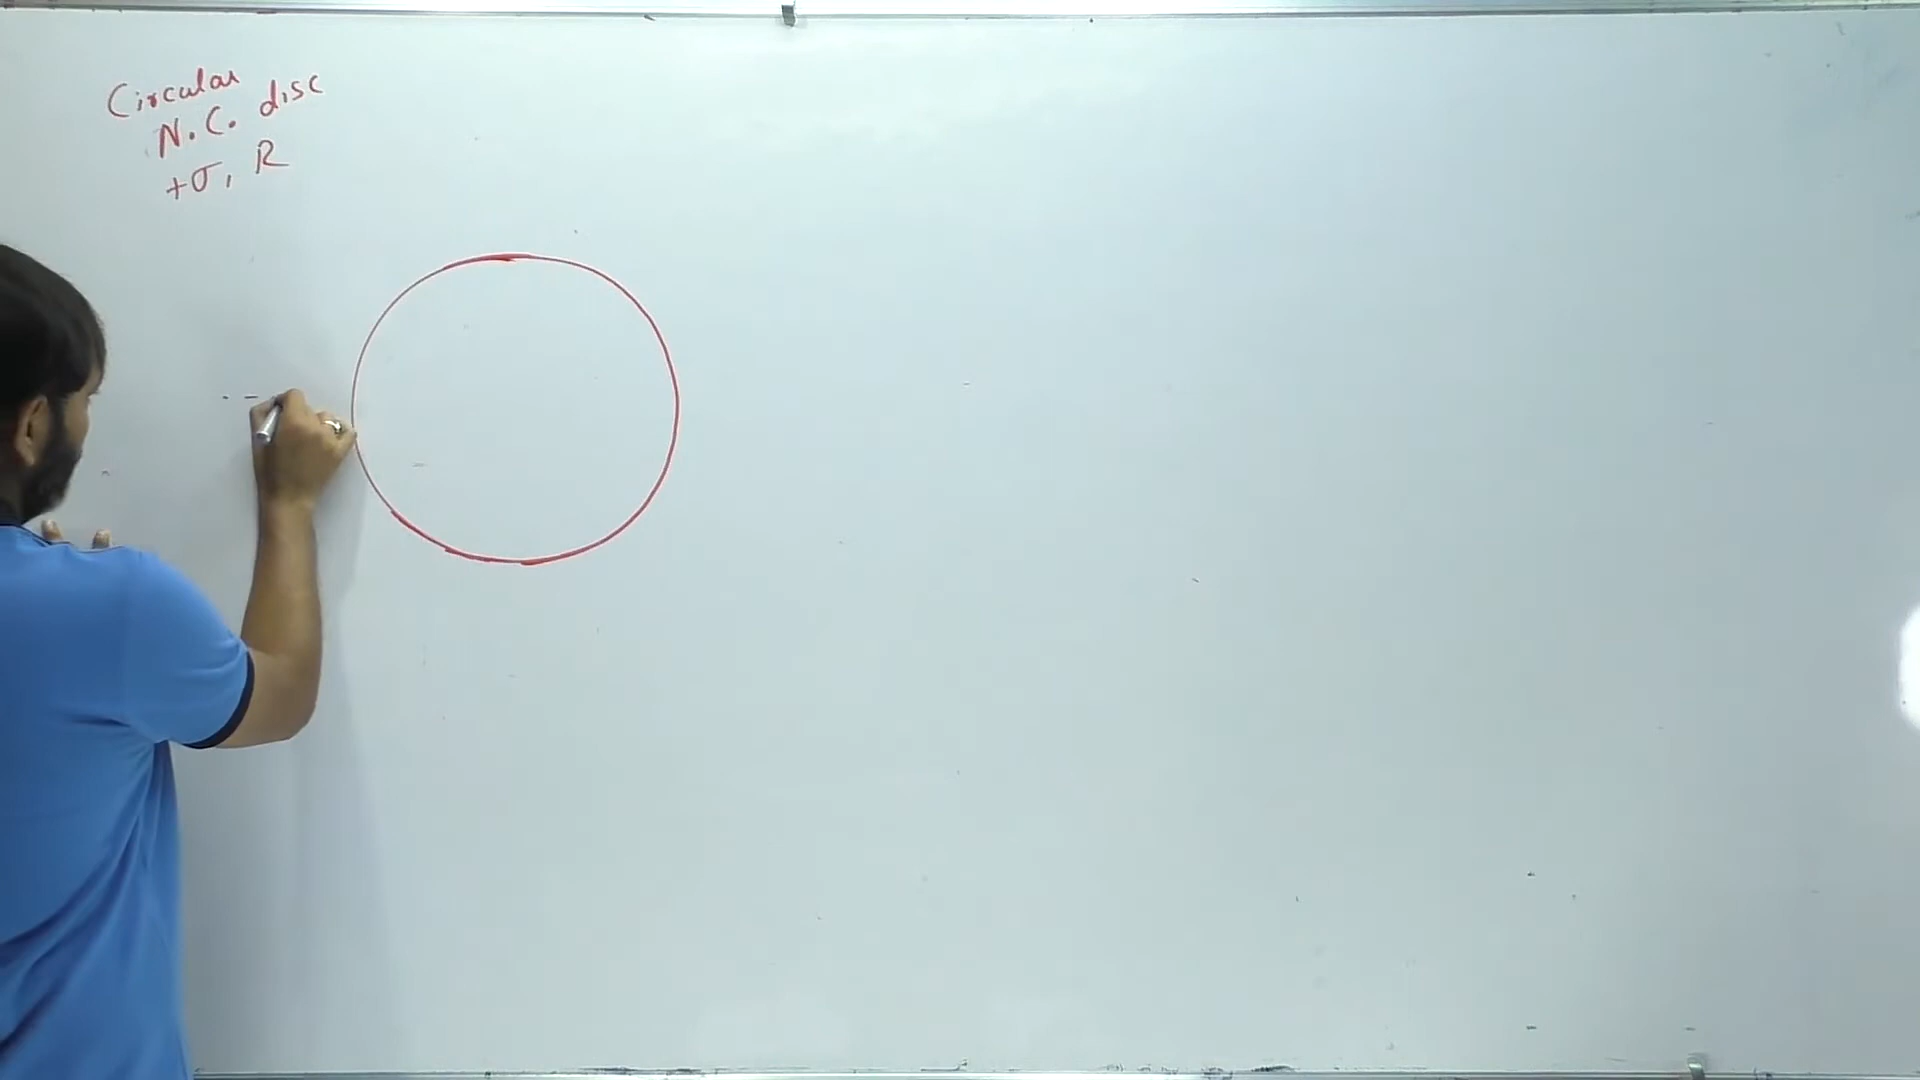 Circular
N.C. disc
+σ, R